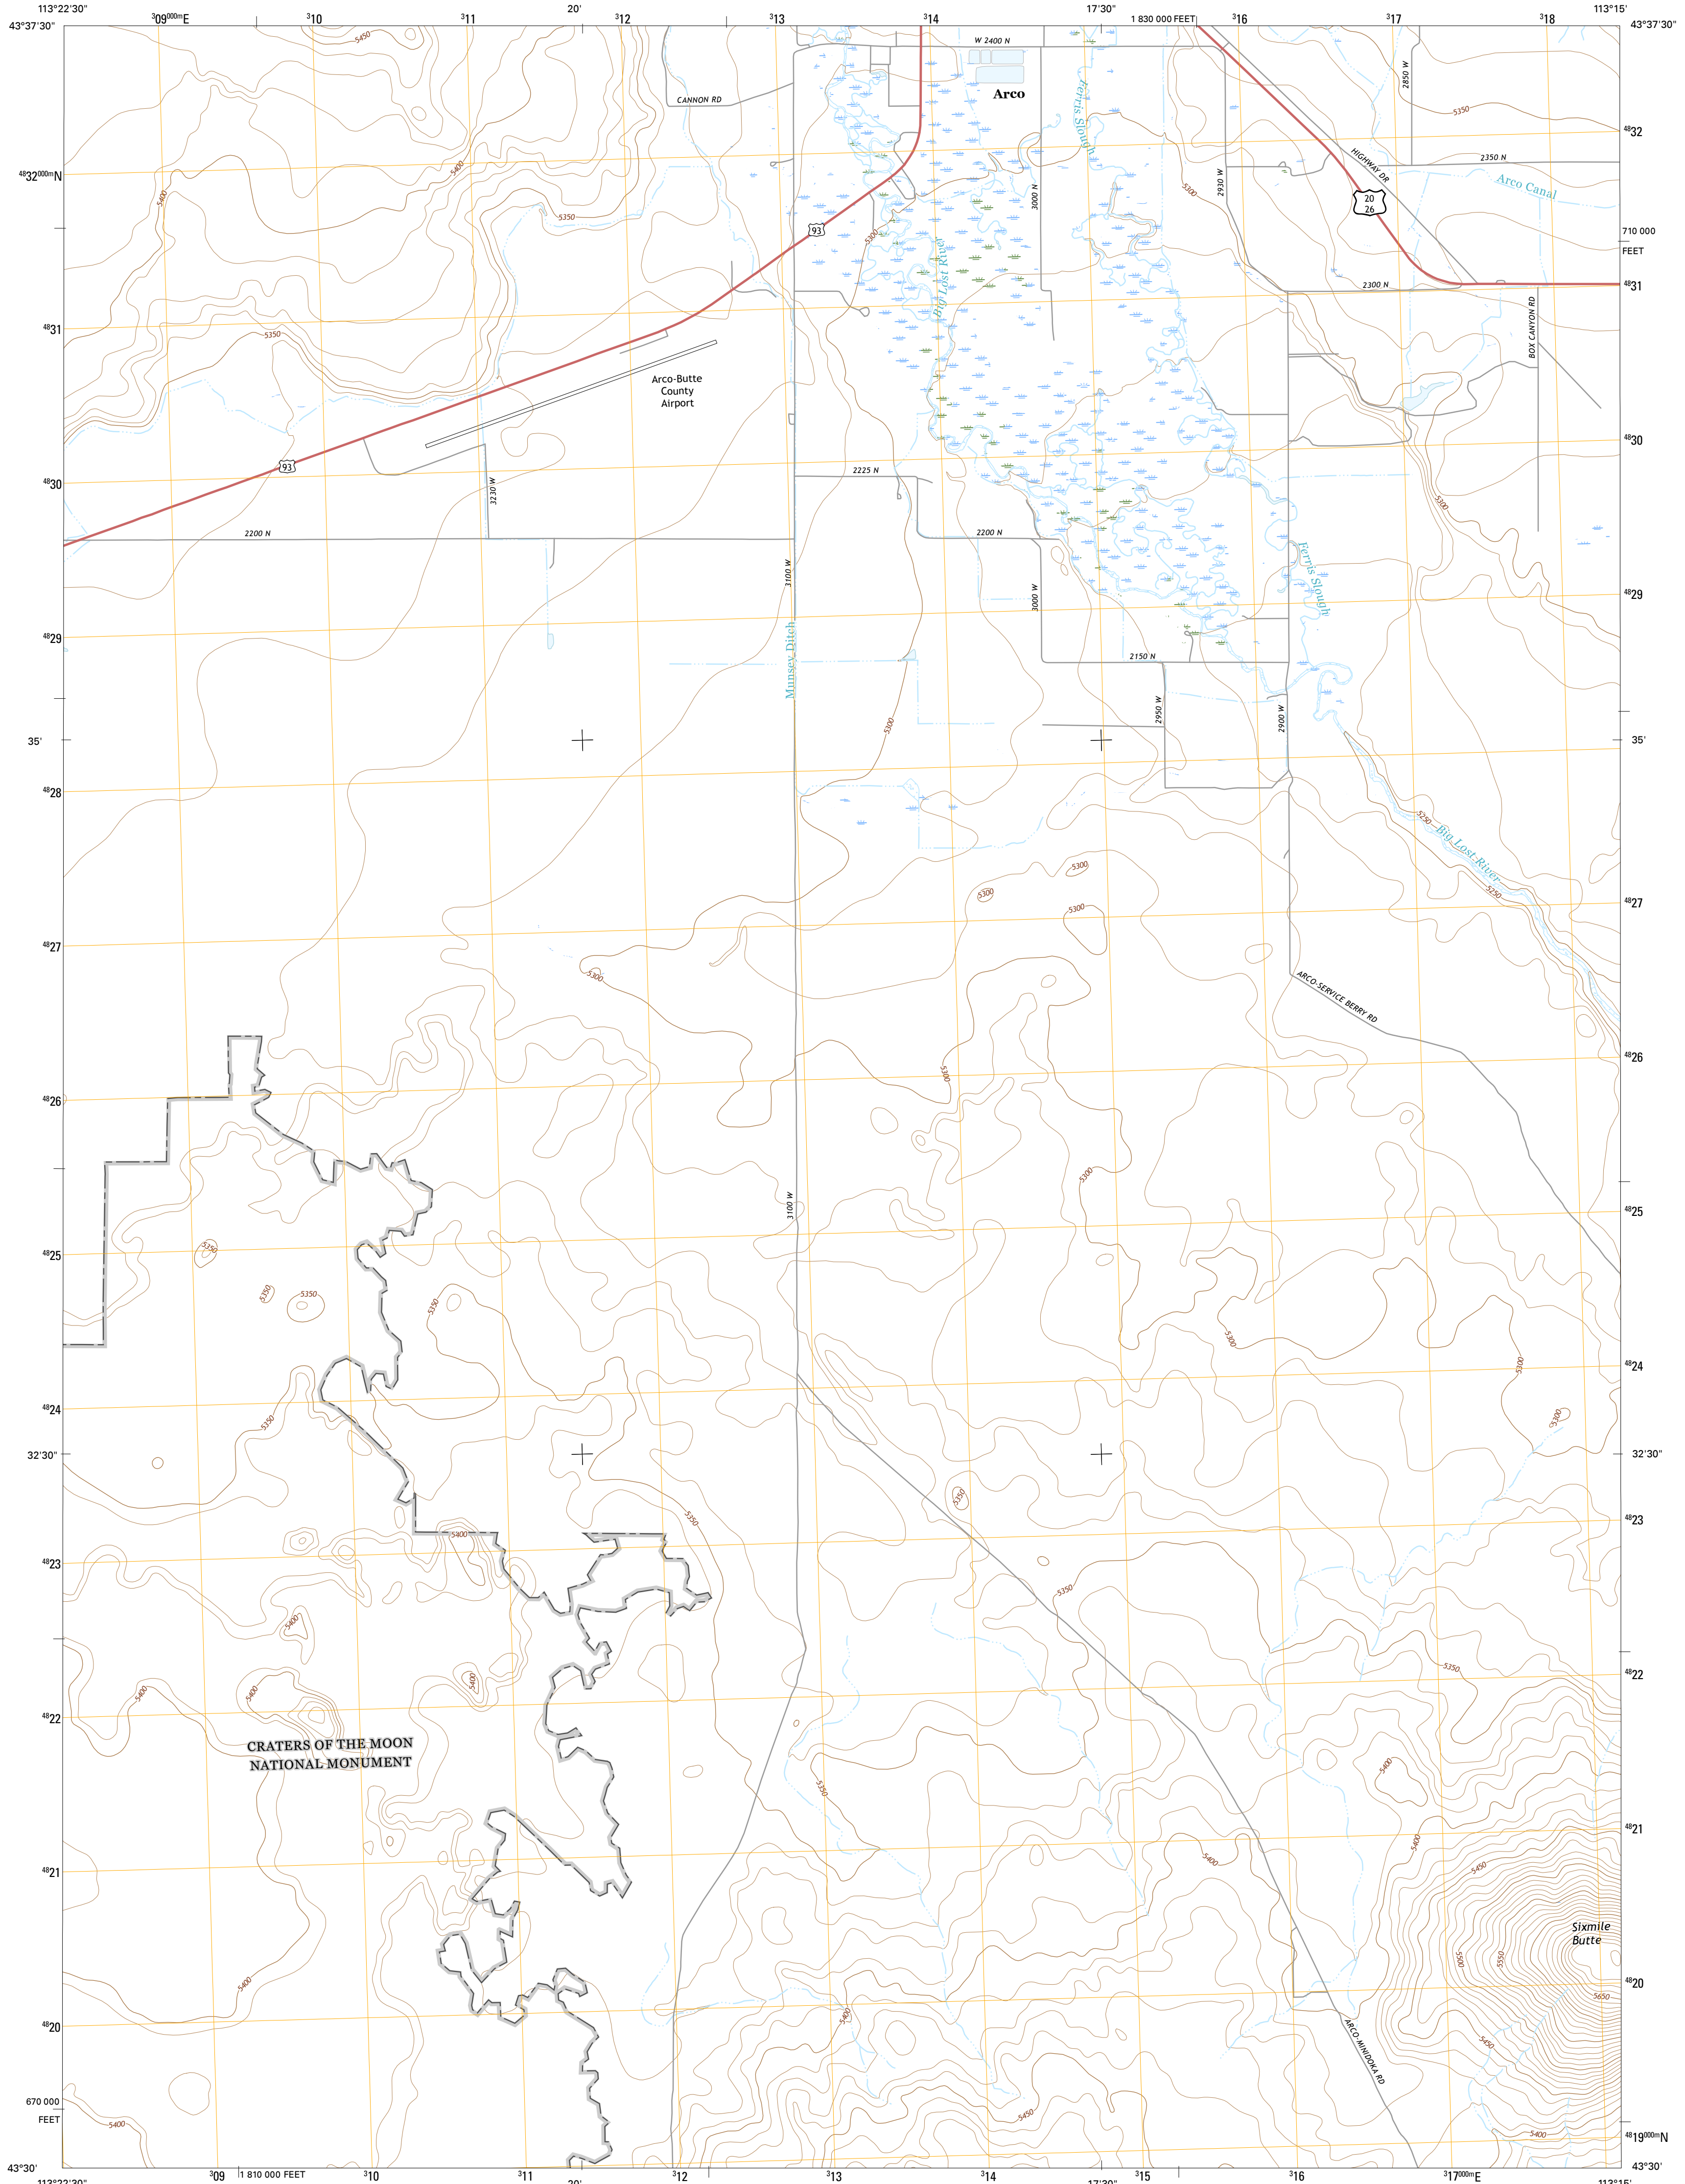 113°22'30"
³09⁰⁰⁰ᵐE
³10
³11
20'
³12
³13
³14
17'30"
1 830 000 FEET
³16
³17
³18
113°15'
43°37'30"
43°37'30"
5450
W 2400 N
CANNON RD
Arco
Ferris Slough
2850 W
5350
⁴⁸32
HIGHWAY DR
2350 N
5400
5400
⁴⁸32⁰⁰⁰ᵐN
2930 W
3000 N
5300
20
26
Arco Canal
5350
93
5300
710 000
FEET
Big Lost River
2300 N
⁴⁸31
⁴⁸31
5350
BOX CANYON RD
Arco-Butte
County
Airport
⁴⁸30
93
2225 N
⁴⁸30
3230 W
5300
2200 N
2200 N
3100 W
3000 W
Ferris Slough
⁴⁸29
⁴⁸29
Munsey Ditch
2150 N
2950 W
2900 W
5300
35'
35'
⁴⁸28
⁴⁸28
5250
Big Lost River
5300
5300
5250
5300
⁴⁸27
⁴⁸27
5300
ARCO-SERVICE BERRY RD
⁴⁸26
5300
⁴⁸26
5300
3100 W
⁴⁸25
5350
⁴⁸25
5350
5350
5350
5300
5300
⁴⁸24
⁴⁸24
5350
5300
32'30"
32'30"
5350
5350
⁴⁸23
5400
⁴⁸23
5350
5400
5350
⁴⁸22
5400
5400
5400
⁴⁸22
CRATERS OF THE MOON
NATIONAL MONUMENT
5400
5350
⁴⁸21
5400
5400
5450
⁴⁸21
Sixmile
Butte
5500
5550
5400
⁴⁸20
5650
5400
⁴⁸20
5450
ARCO-MINIDOKA RD
670 000
FEET
5400
5450
5400
⁴⁸19⁰⁰⁰ᵐN
43°30'
43°30'
³09
1 810 000 FEET
³10
³11
20'
³12
³13
³14
17'30"
³15
³16
³17⁰⁰⁰ᵐE
113°22'30"
113°15'